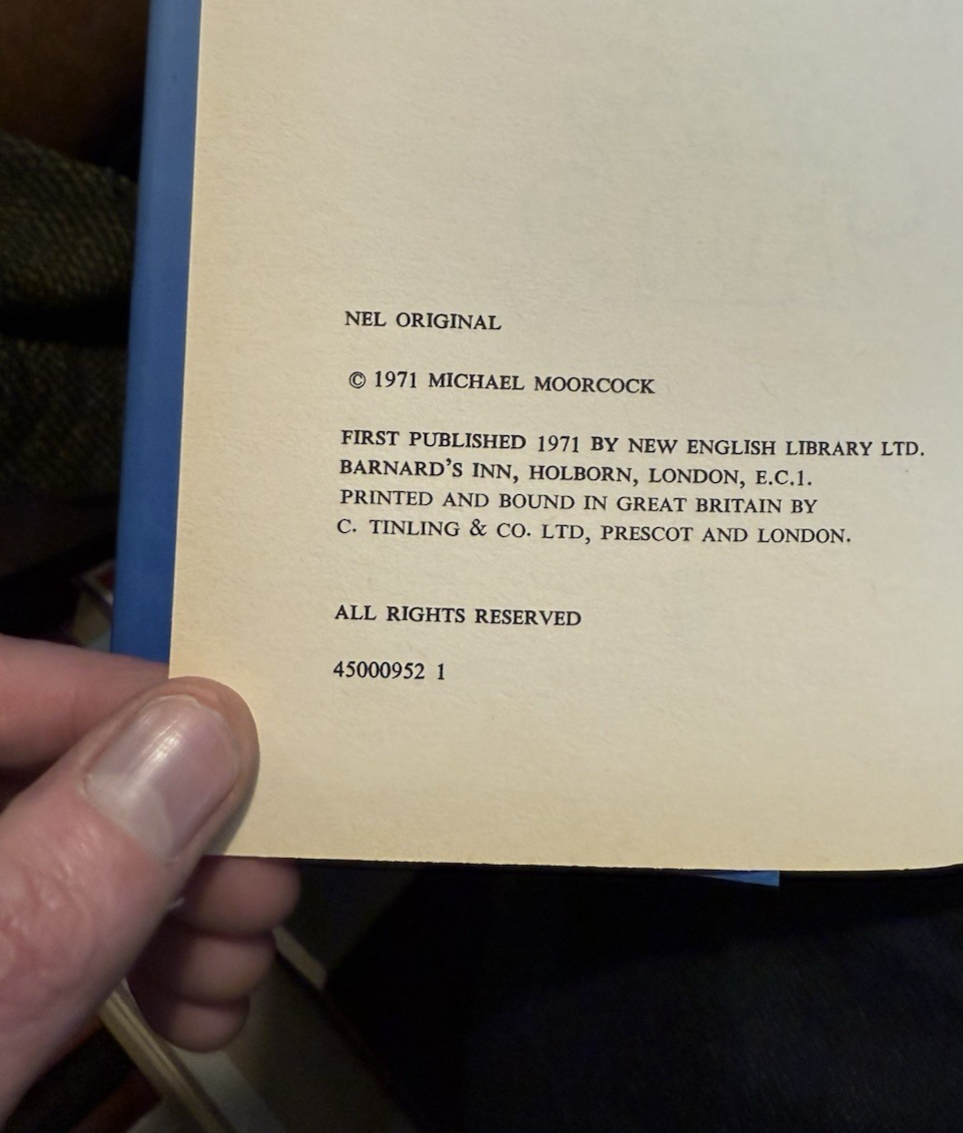 NEL ORIGINAL
© 1971 MICHAEL MOORCOCK
FIRST PUBLISHED 1971 BY NEW ENGLISH LIBRARY LTD.
BARNARD'S INN, HOLBORN, LONDON, E.C.1.
PRINTED AND BOUND IN GREAT BRITAIN BY
C. TINLING & CO. LTD, PRESCOT AND LONDON.
ALL RIGHTS RESERVED
45000952 1